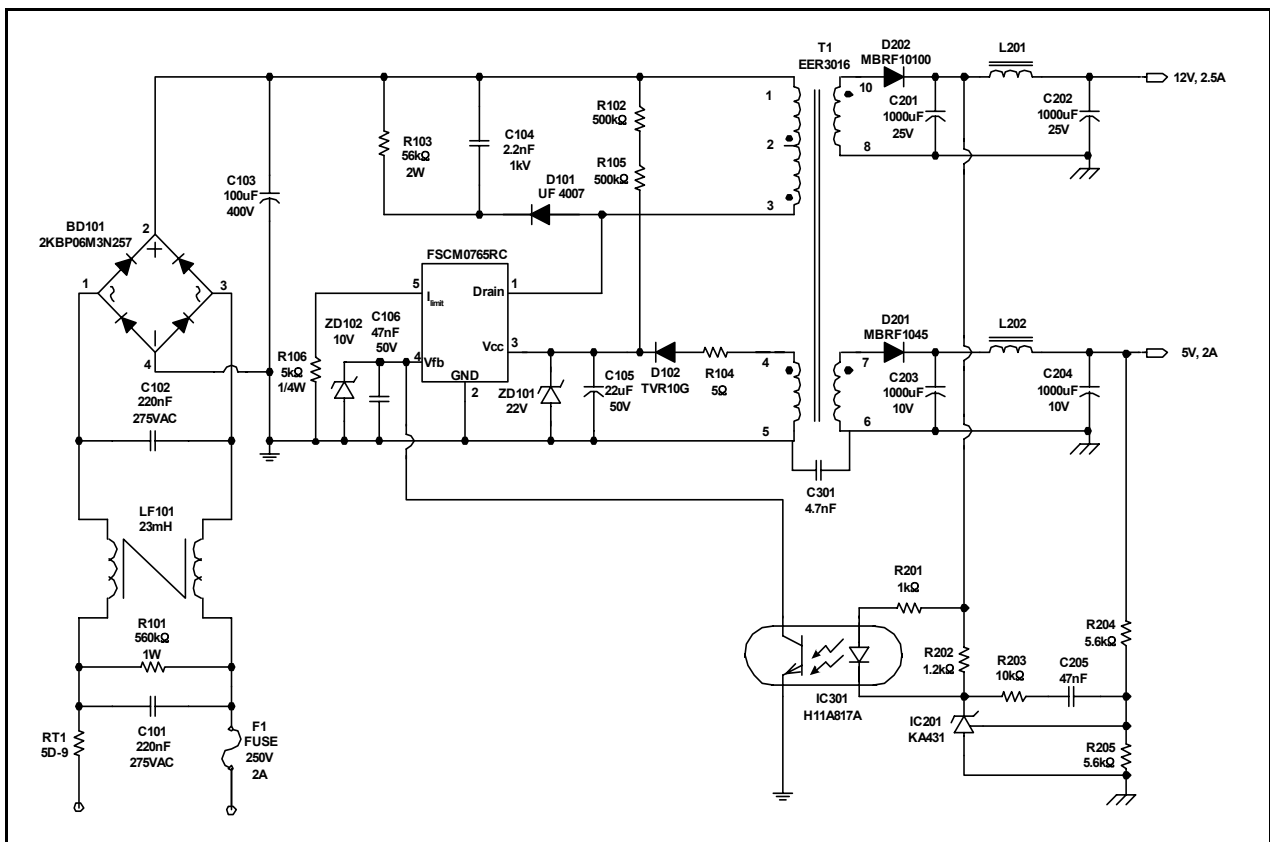 T1
EER3016
D202
MBRF10100
L201
12V, 2.5A
1
10
C201
1000uF
25V
C202
1000uF
25V
R102
500kΩ
R103
56kΩ
2W
C104
2.2nF
1kV
2
8
R105
500kΩ
D101
UF 4007
3
C103
100uF
400V
BD101
2KBP06M3N257
2
1
3
4
FSCM0765RC
5
I limit
Drain
1
C106
47nF
50V
ZD102
10V
4
Vfb
Vcc
3
GND
2
R106
5kΩ
1/4W
ZD101
22V
C105
22uF
50V
D102
TVR10G
R104
5Ω
4
5
D201
MBRF1045
L202
5V, 2A
7
6
C203
1000uF
10V
C204
1000uF
10V
C102
220nF
275VAC
C301
4.7nF
LF101
23mH
R101
560kΩ
1W
C101
220nF
275VAC
RT1
5D-9
F1
FUSE
250V
2A
R201
1kΩ
R202
1.2kΩ
R203
10kΩ
C205
47nF
R204
5.6kΩ
IC301
H11A817A
IC201
KA431
R205
5.6kΩ